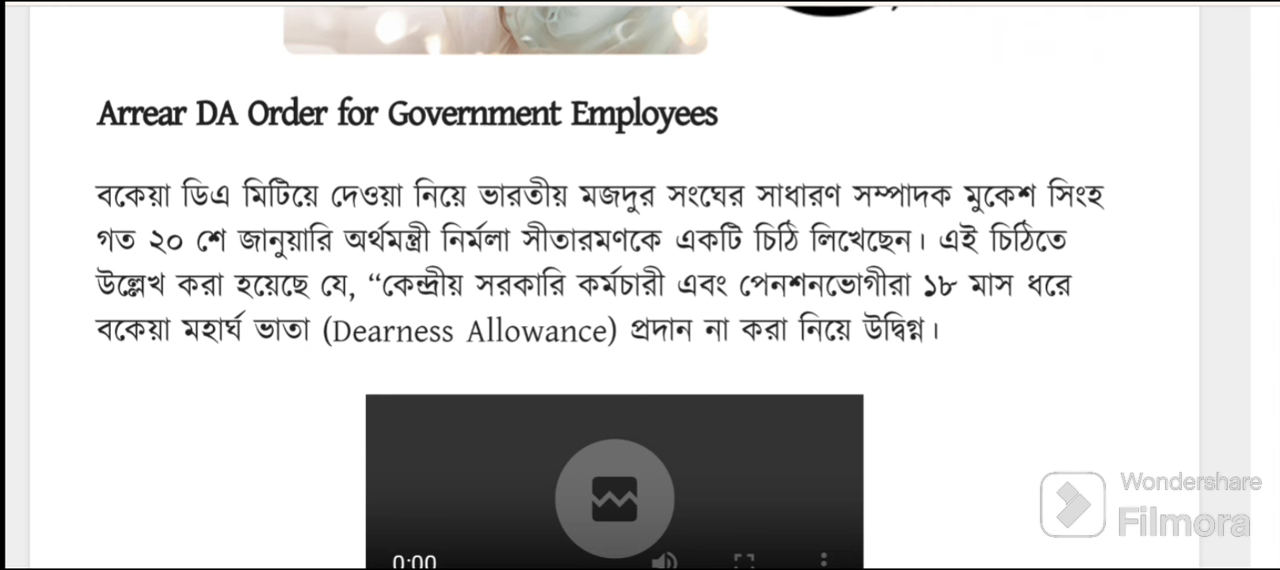 Arrear DA Order for Government Employees
বকেয়া ডিএ মিটিয়ে দেওয়া নিয়ে ভারতীয় মজদুর সংঘের সাধারণ সম্পাদক মুকেশ সিংহ
গত ২০ শে জানুয়ারি অর্থমন্ত্রী নির্মলা সীতারমণকে একটি চিঠি লিখেছেন। এই চিঠিতে
উল্লেখ করা হয়েছে যে, “কেন্দ্রীয় সরকারি কর্মচারী এবং পেনশনভোগীরা ১৮ মাস ধরে
বকেয়া মহার্ঘ ভাতা (Dearness Allowance) প্রদান না করা নিয়ে উদ্বিগ্ন।
0:00
Wondershare
Filmora